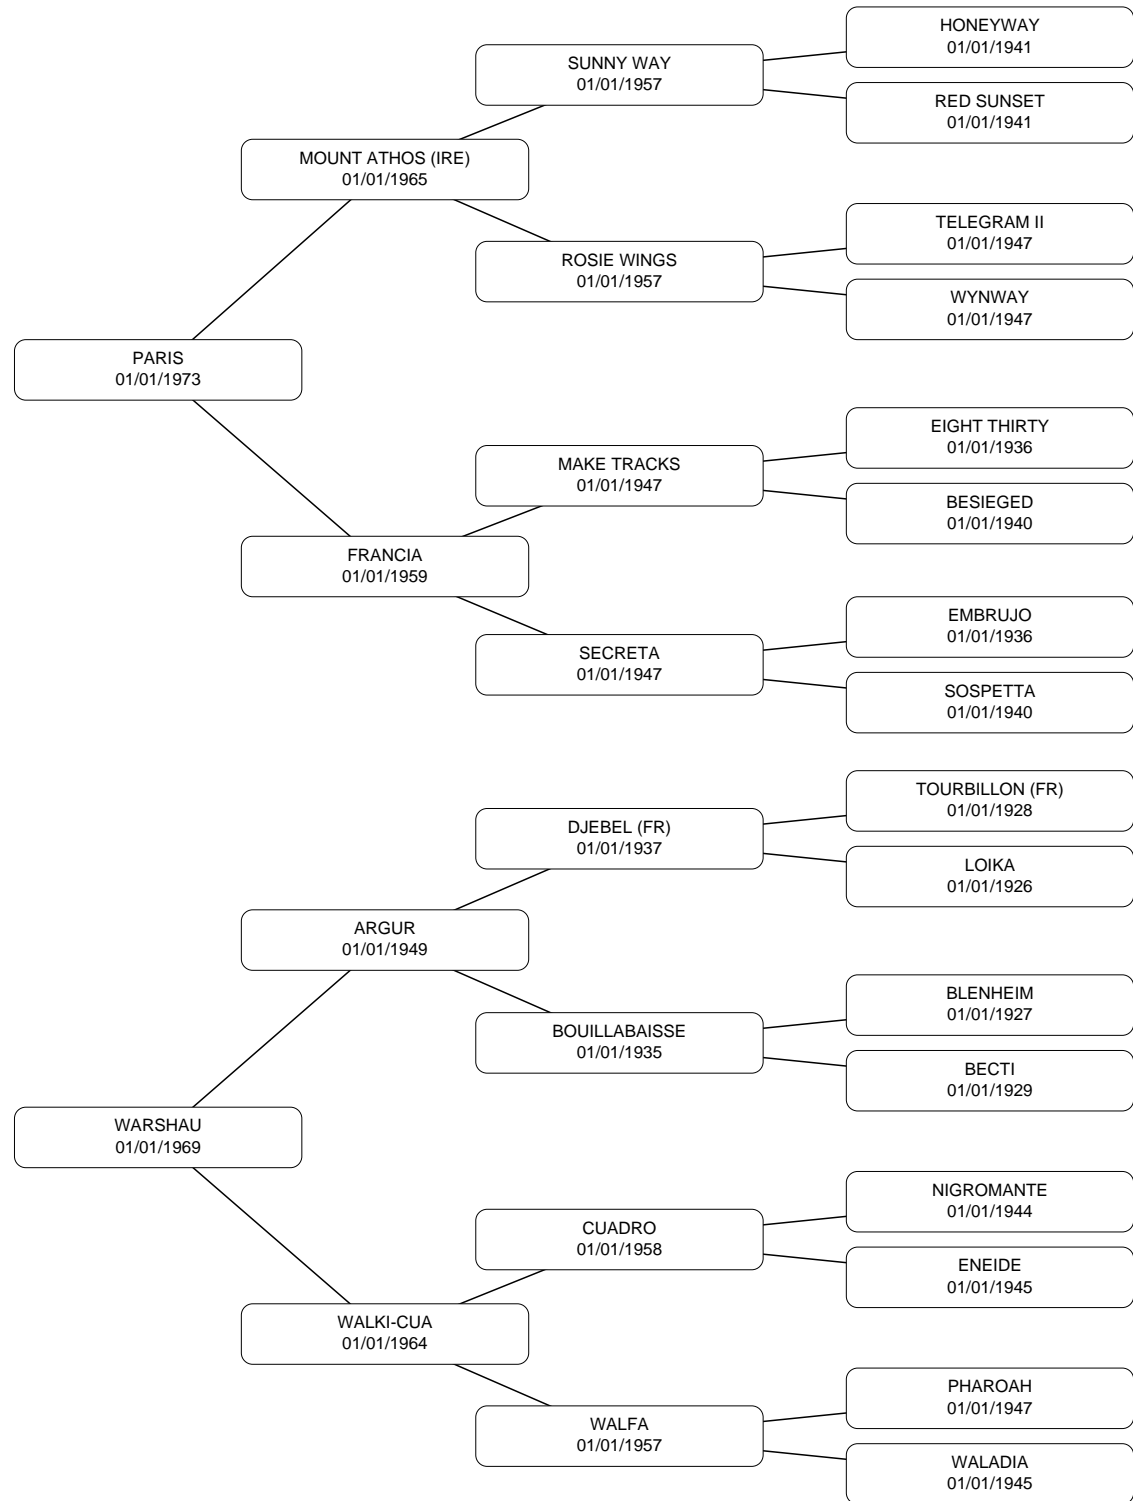 HONEYWAY
01/01/1941
SUNNY WAY
01/01/1957
RED SUNSET
01/01/1941
MOUNT ATHOS (IRE)
01/01/1965
TELEGRAM II
01/01/1947
ROSIE WINGS
01/01/1957
WYNWAY
01/01/1947
PARIS
01/01/1973
EIGHT THIRTY
01/01/1936
MAKE TRACKS
01/01/1947
BESIEGED
01/01/1940
FRANCIA
01/01/1959
EMBRUJO
01/01/1936
SECRETA
01/01/1947
SOSPETTA
01/01/1940
TOURBILLON (FR)
01/01/1928
DJEBEL (FR)
01/01/1937
LOIKA
01/01/1926
ARGUR
01/01/1949
BLENHEIM
01/01/1927
BOUILLABAISSE
01/01/1935
BECTI
01/01/1929
WARSHAU
01/01/1969
NIGROMANTE
01/01/1944
CUADRO
01/01/1958
ENEIDE
01/01/1945
WALKI-CUA
01/01/1964
PHAROAH
01/01/1947
WALFA
01/01/1957
WALADIA
01/01/1945